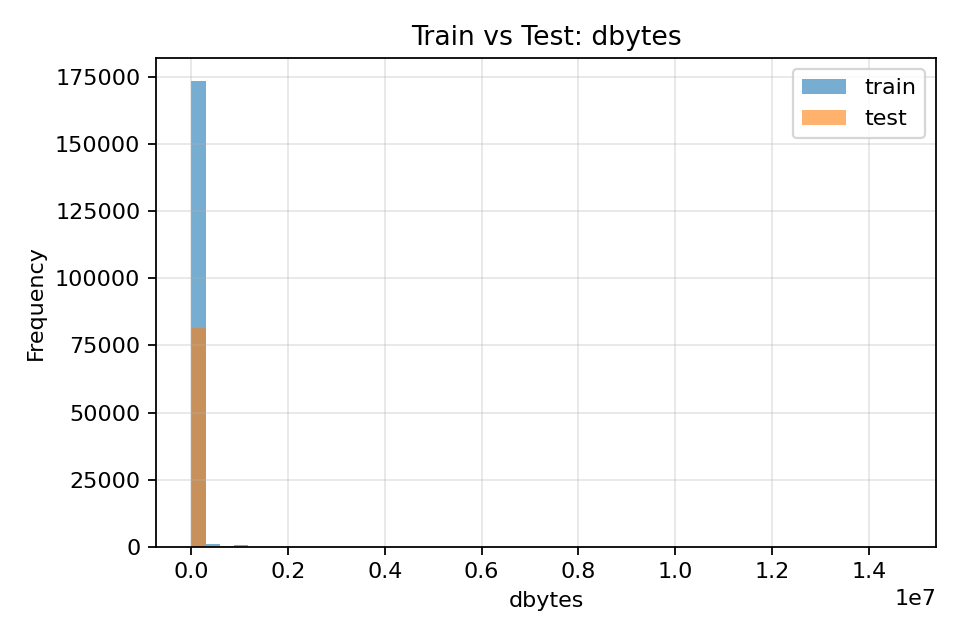 Train vs Test: dbytes
train
test
Frequency
175000
150000
125000
100000
75000
50000
25000
0
0.0 0.2 0.4 0.6 0.8 1.0 1.2 1.4
1e7
dbytes